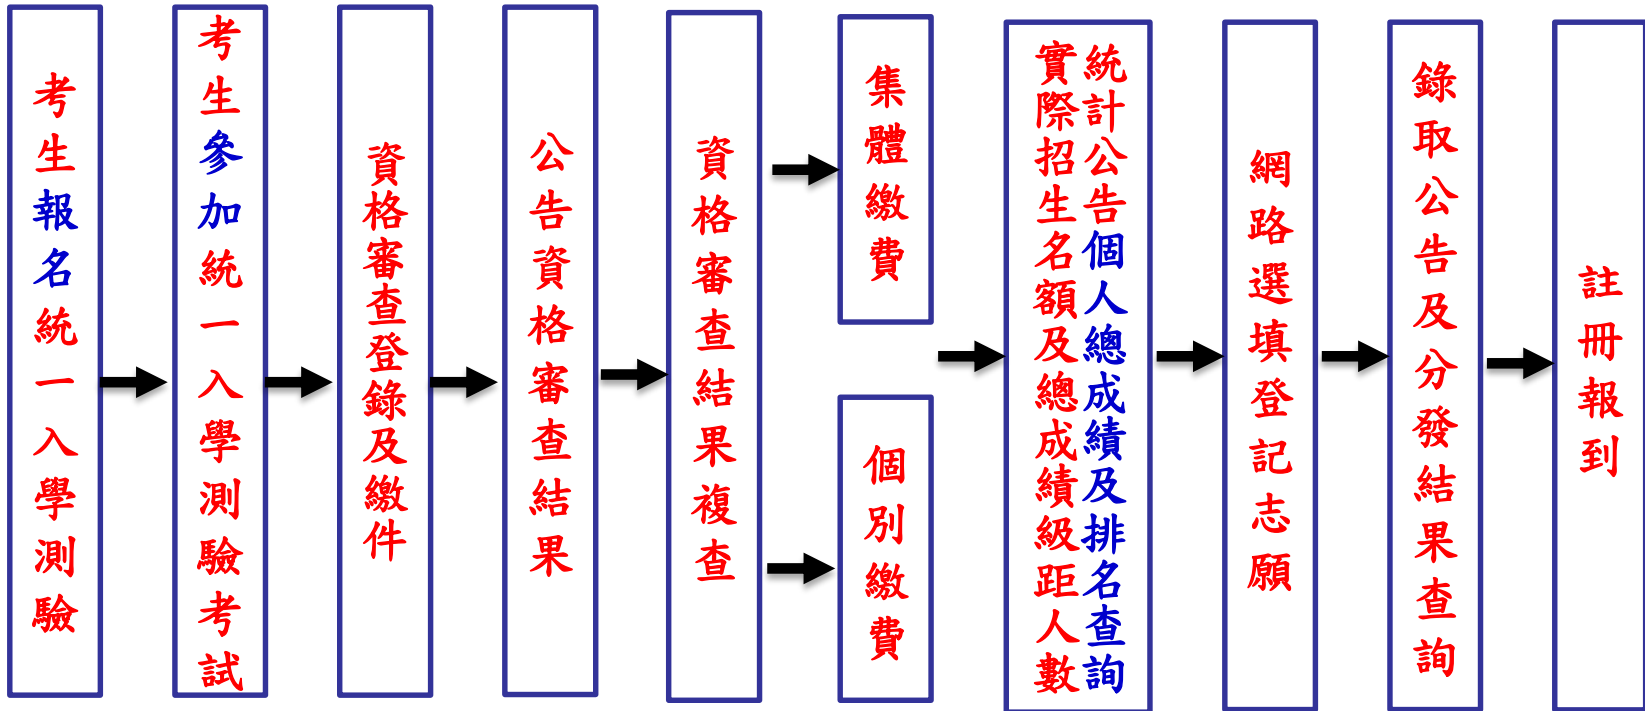 考生報名統一入學測驗
考生參加統一入學測驗考試
資格審查登錄及繳件
公告資格審查結果
資格審查結果複查
集體繳費
個別繳費
實際招生名額及總成績級距人數
統計公告個人總成績及排名查詢
網路選填登記志願
錄取公告及分發結果查詢
註冊報到